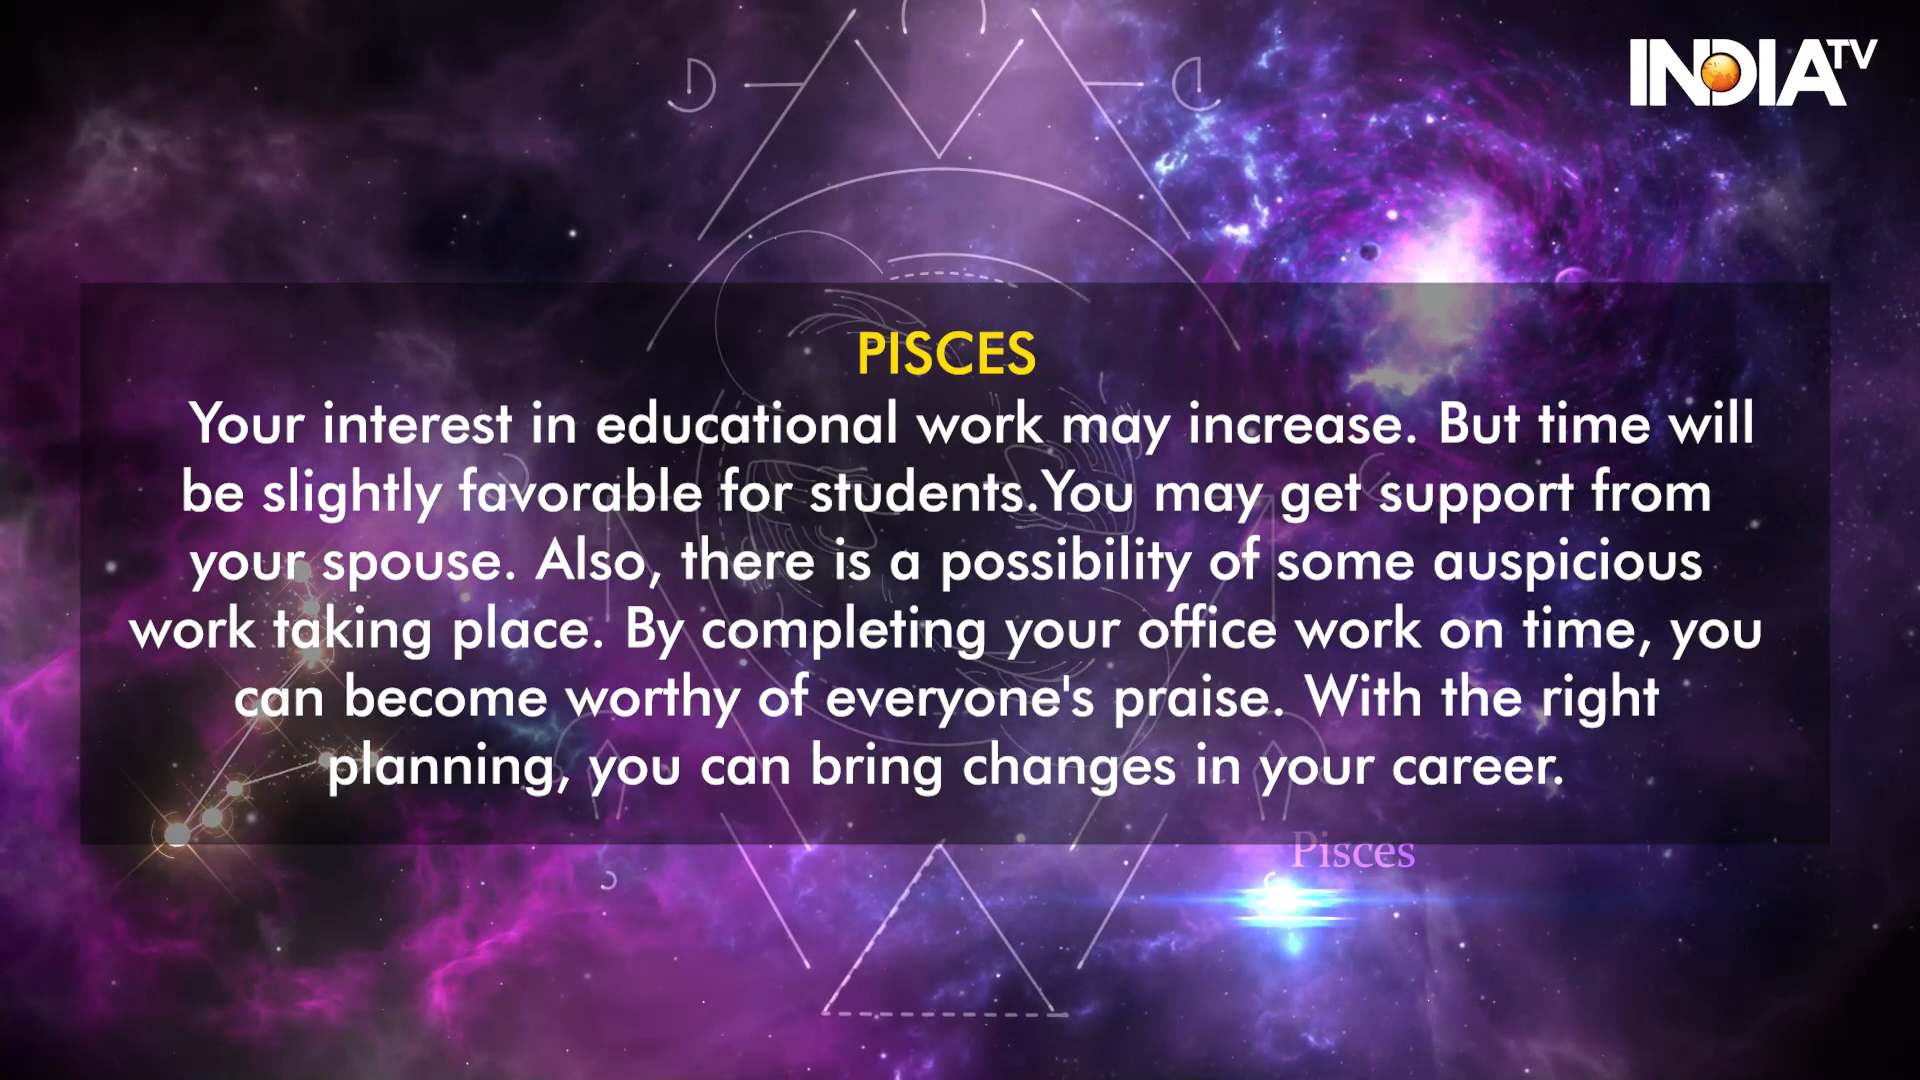 INDIA TV
PISCES
Your interest in educational work may increase. But time will
be slightly favorable for students.You may get support from
your spouse. Also, there is a possibility of some auspicious
work taking place. By completing your office work on time, you
can become worthy of everyone's praise. With the right
planning, you can bring changes in your career.
Pisces